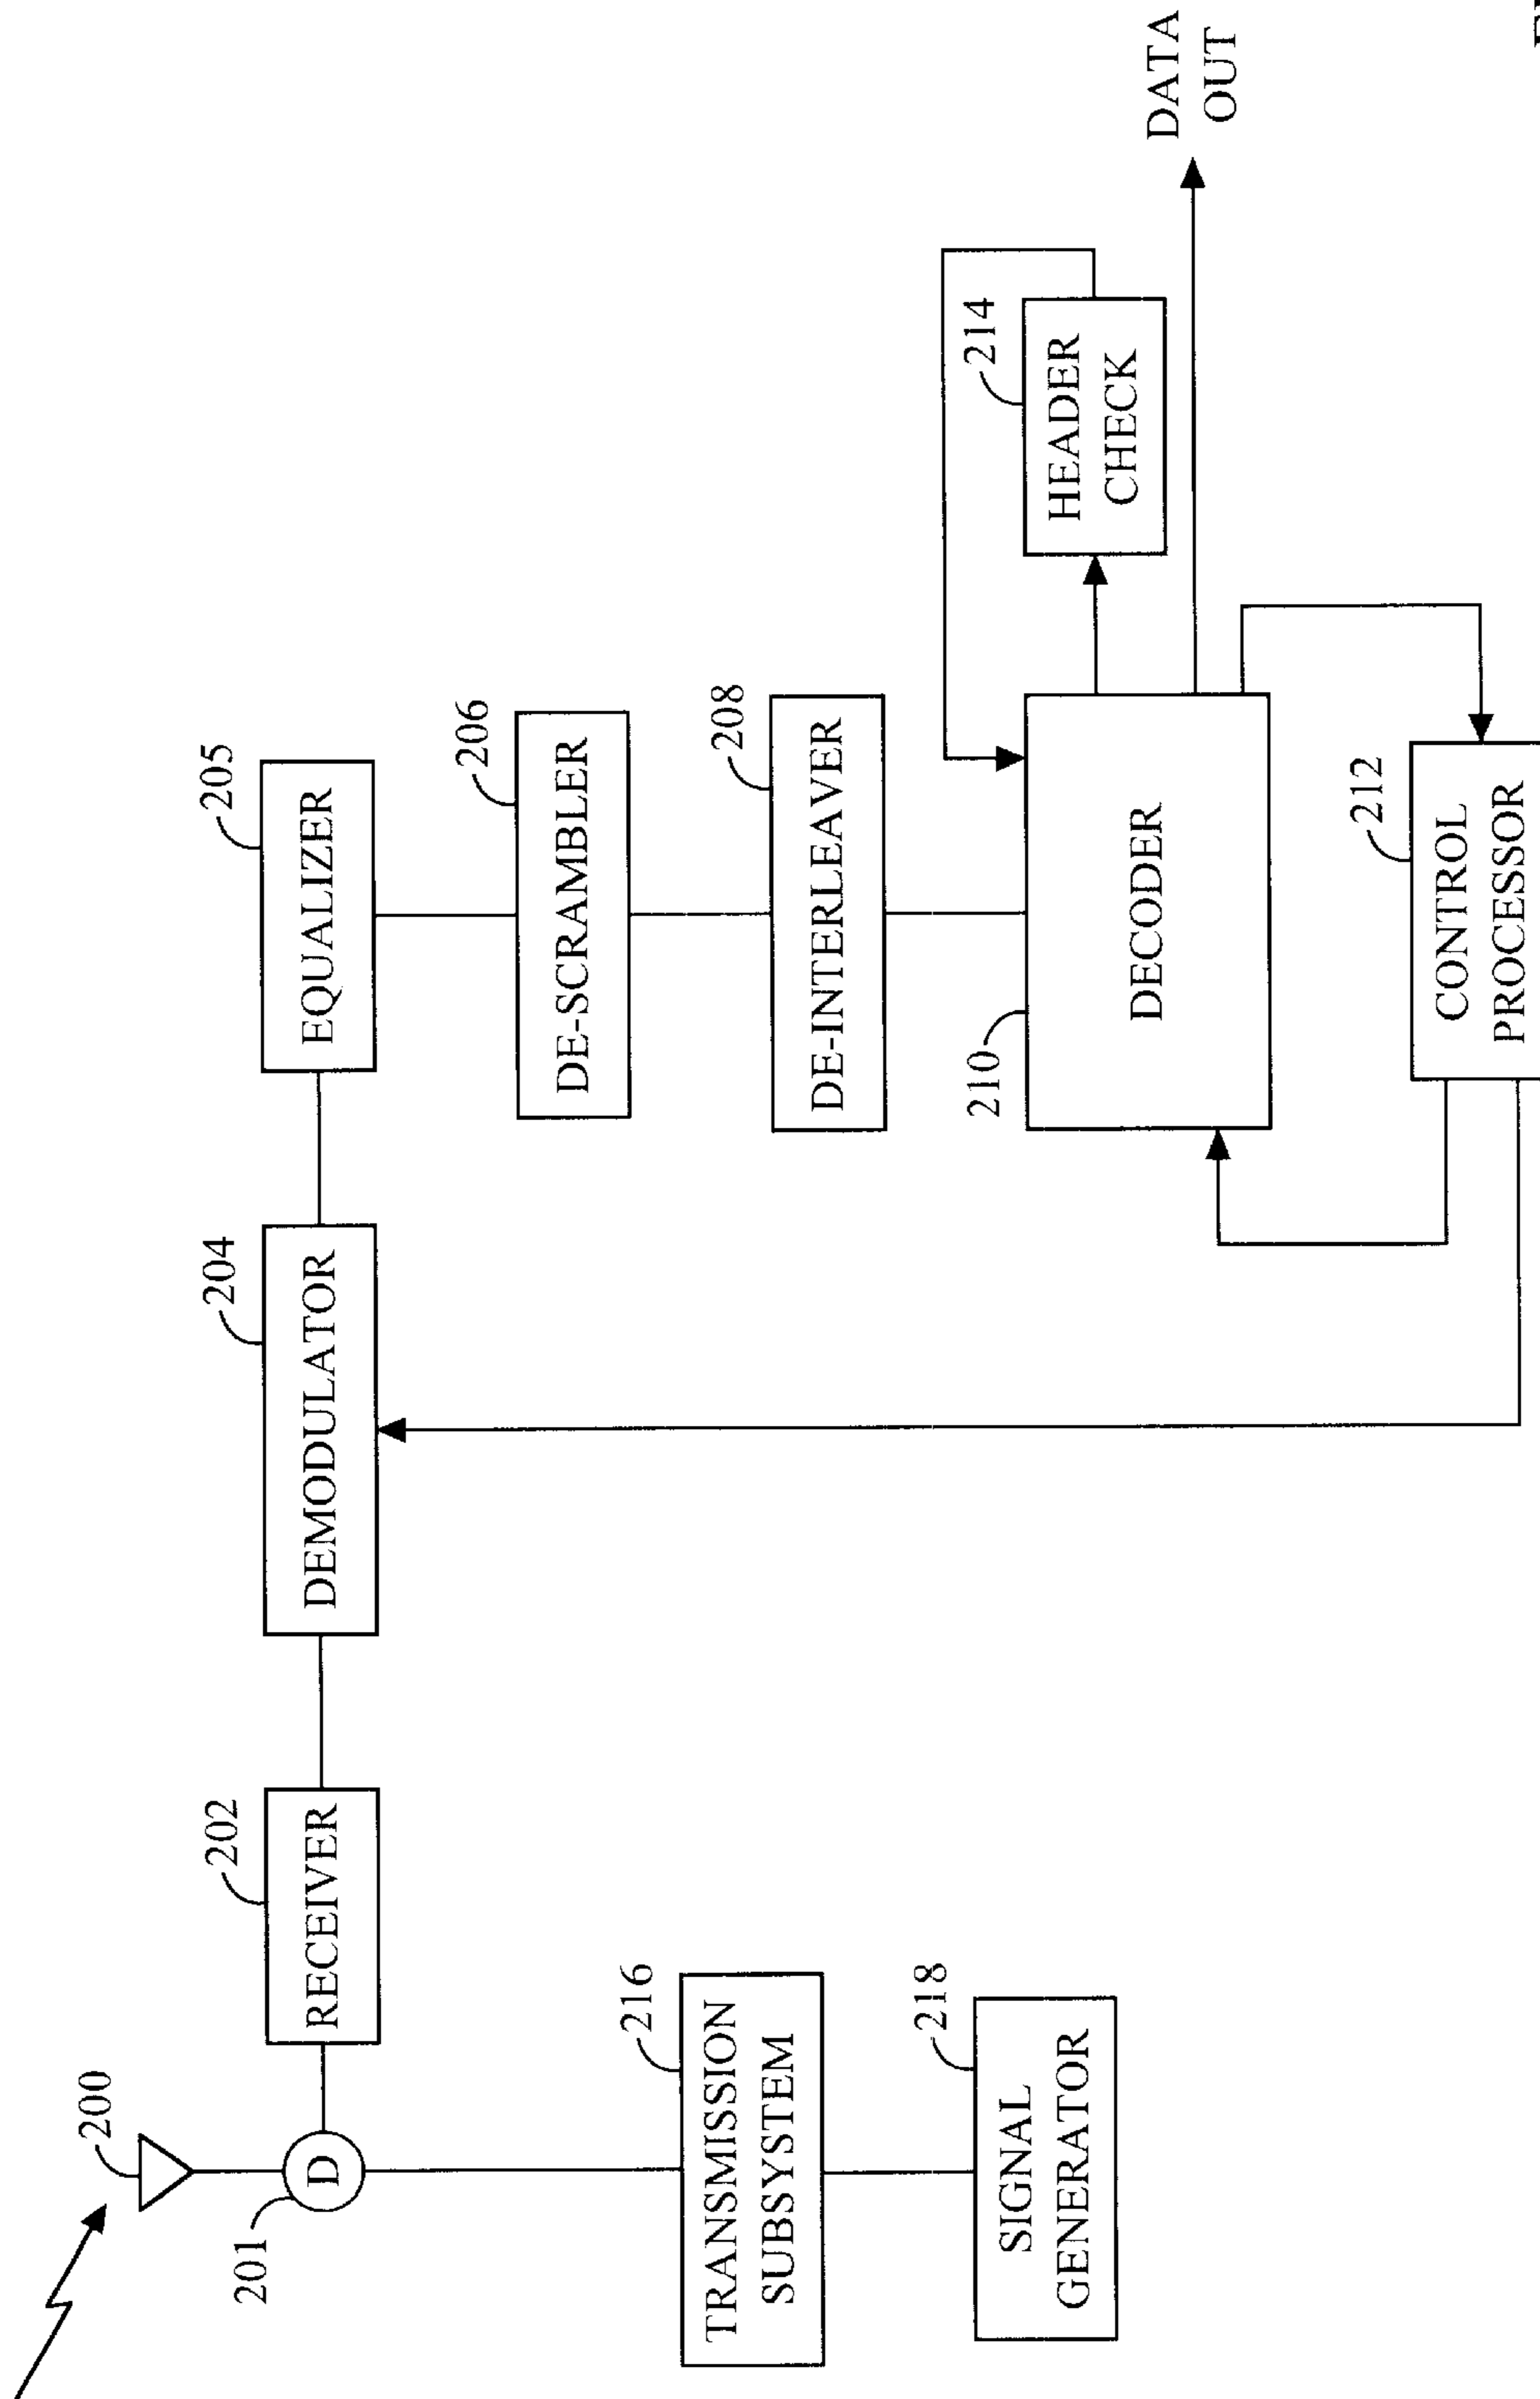 200
201
D
202
RECEIVER
204
DEMODULATOR
205
EQUALIZER
206
DE-SCRAMBLER
208
DE-INTERLEAVER
210
DECODER
214
HEADER
CHECK
DATA
OUT
212
CONTROL
PROCESSOR
216
TRANSMISSION
SUBSYSTEM
218
SIGNAL
GENERATOR